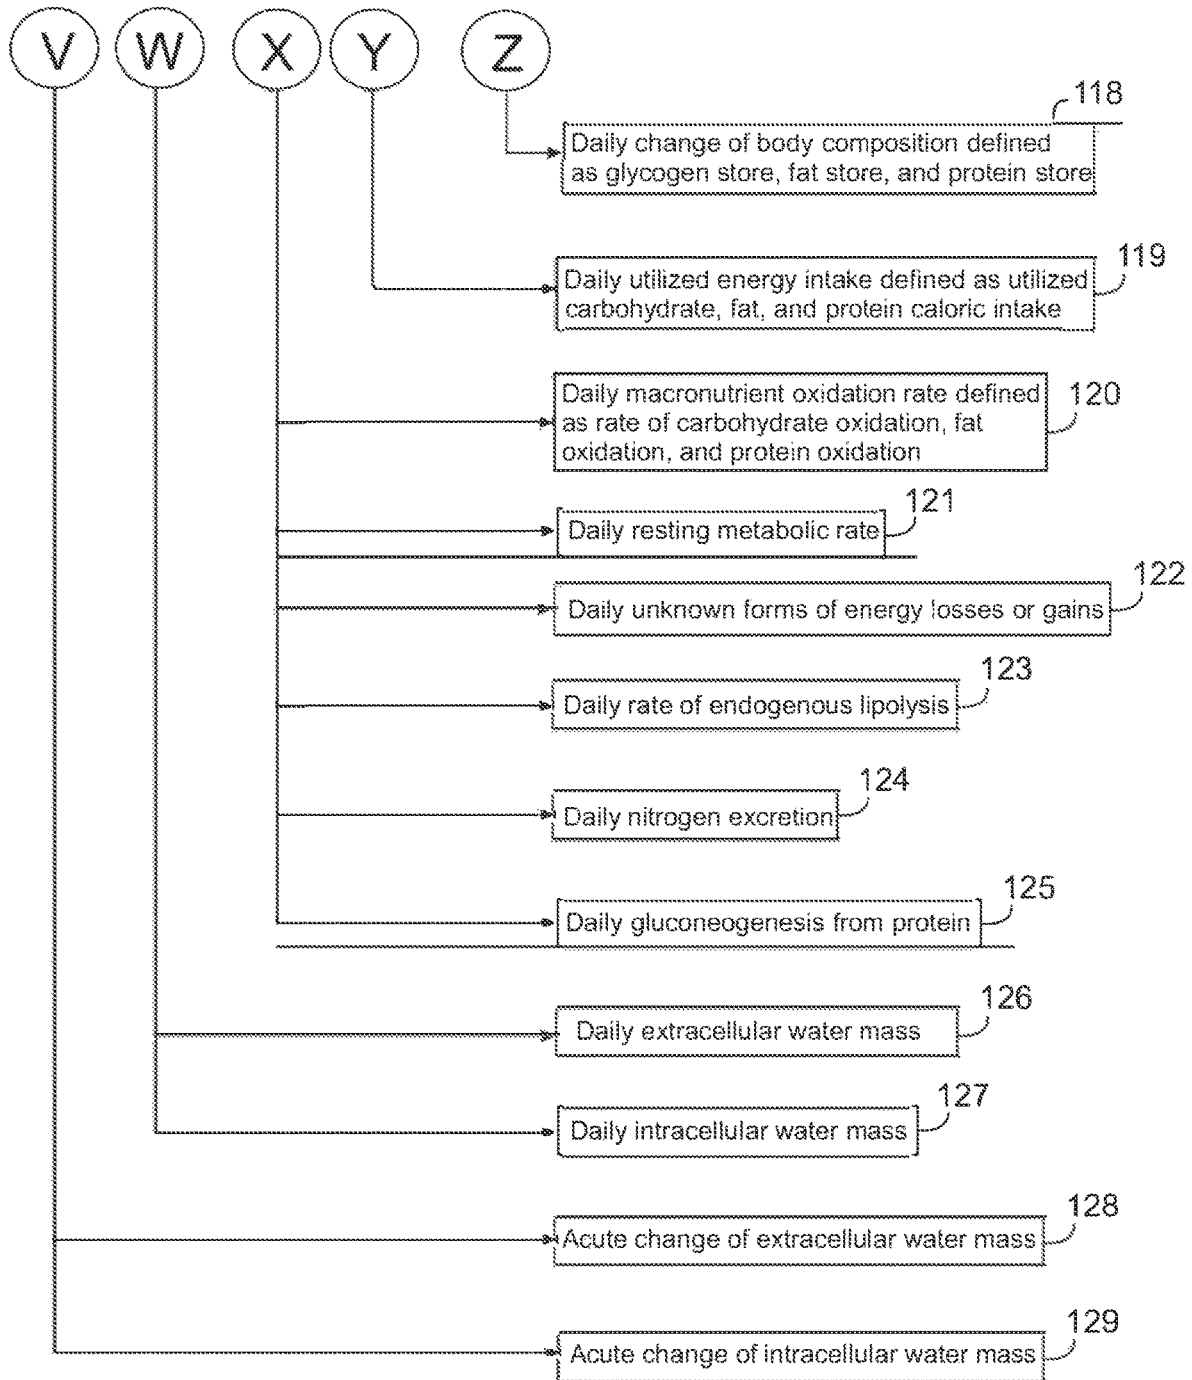 V W X Y Z
118
Daily change of body composition defined
as glycogen store, fat store, and protein store
119
Daily utilized energy intake defined as utilized
carbohydrate, fat, and protein caloric intake
120
Daily macronutrient oxidation rate defined
as rate of carbohydrate oxidation, fat
oxidation, and protein oxidation
121
Daily resting metabolic rate
122
Daily unknown forms of energy losses or gains
123
Daily rate of endogenous lipolysis
124
Daily nitrogen excretion
125
Daily gluconeogenesis from protein
126
Daily extracellular water mass
127
Daily intracellular water mass
128
Acute change of extracellular water mass
129
Acute change of intracellular water mass